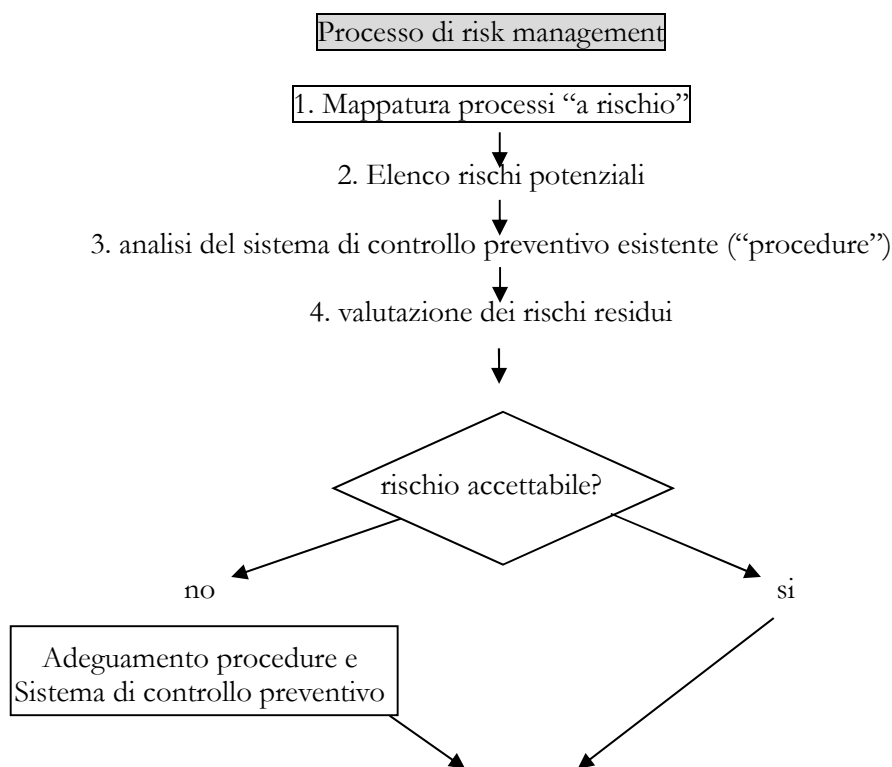 Processo di risk management
1. Mappatura processi “a rischio”
2. Elenco rischi potenziali
3. analisi del sistema di controllo preventivo esistente (“procedure”)
4. valutazione dei rischi residui
rischio accettabile?
no
si
Adeguamento procedure e
Sistema di controllo preventivo